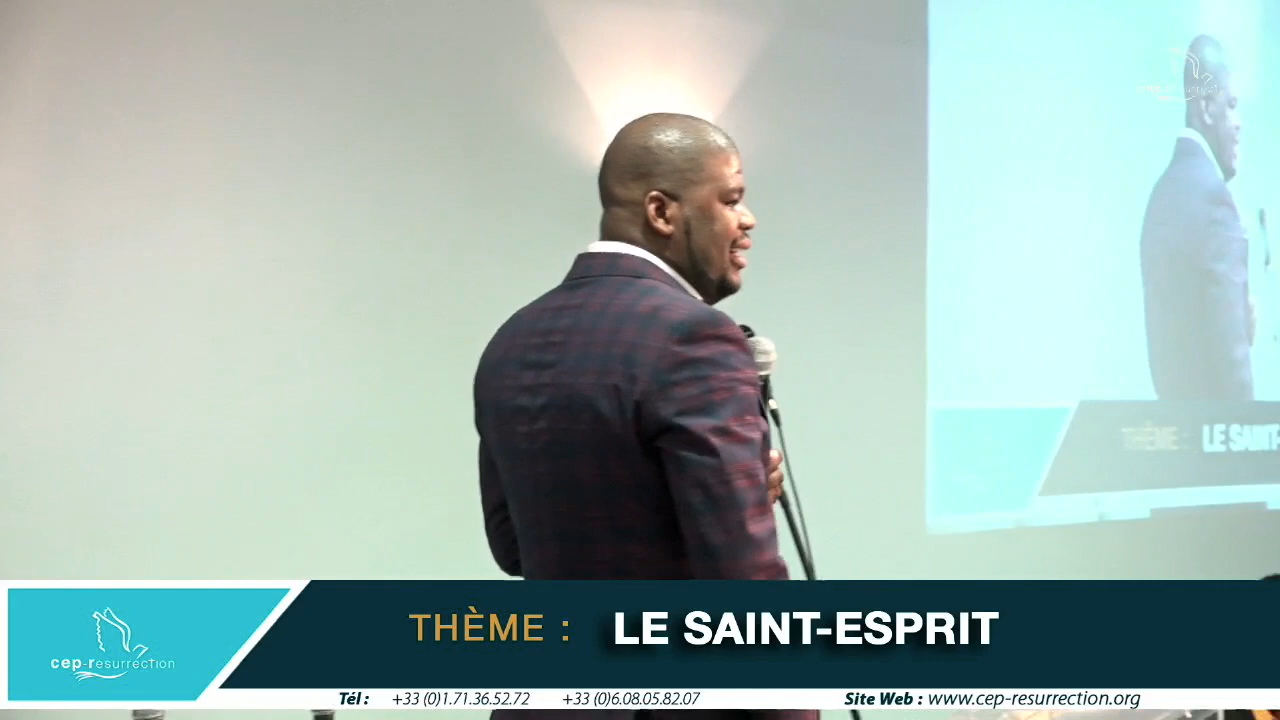 THÈME : LE SAINT-ESPRIT
cep-resurrection
Tél : +33 (0)1.71.36.52.72 +33 (0)6.08.05.82.07 Site Web : www.cep-resurrection.org
THÈME : LE SAINT-